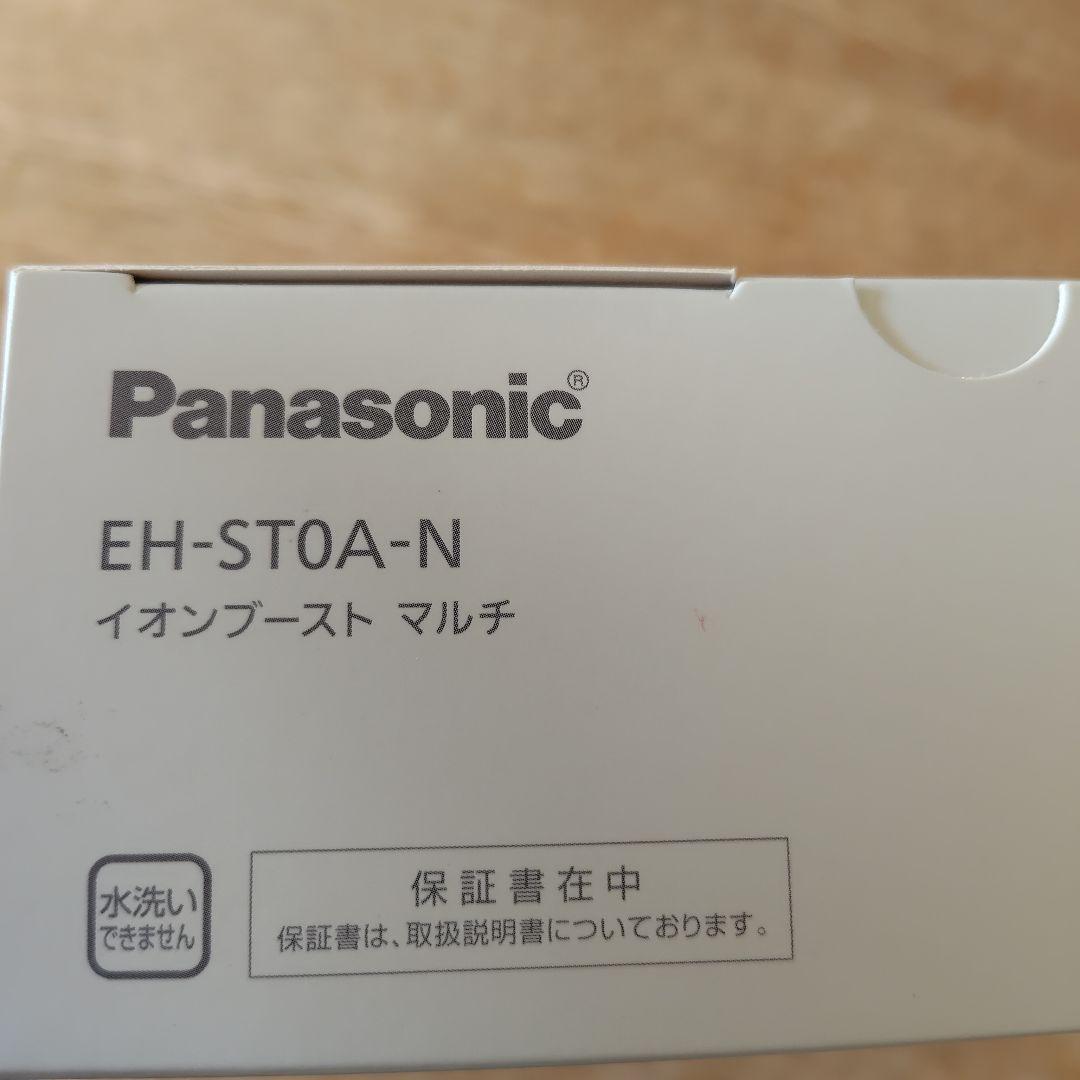 Panasonic®
EH-ST0A-N
イオンブースト マルチ
水洗い
できません
保証書在中
保証書は、取扱説明書についております。